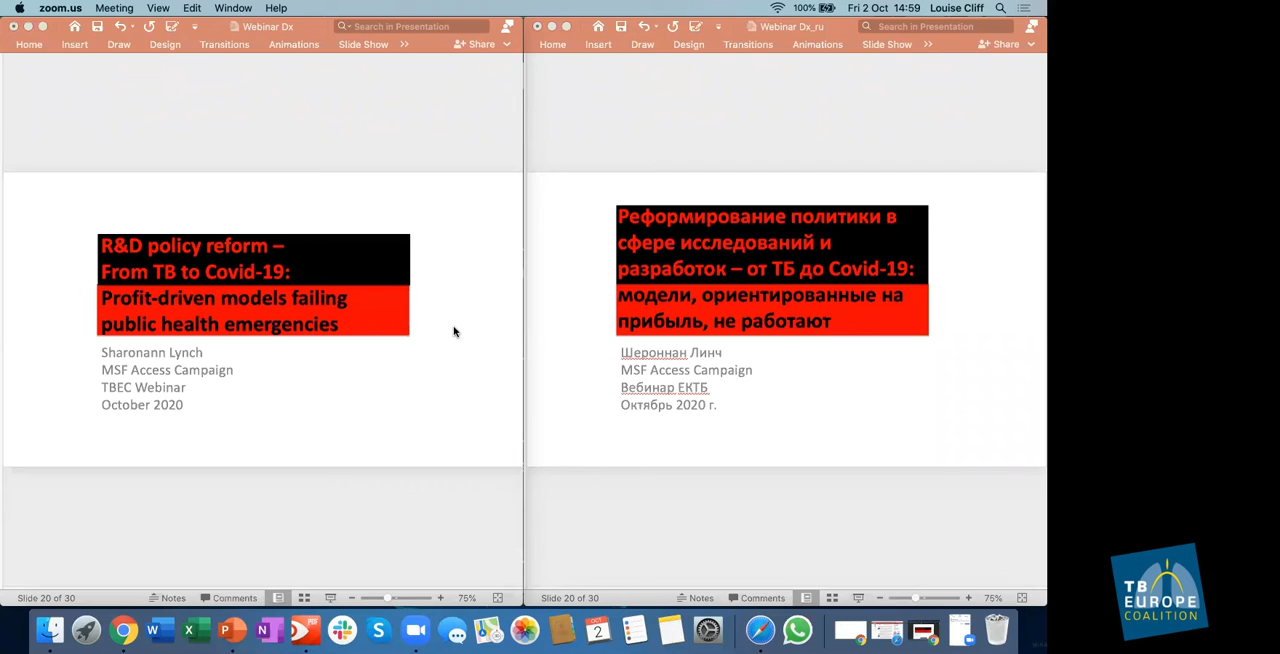 zoom.us Meeting View Edit Window Help
100% Fri 2 Oct 14:59 Louise Cliff
Webinar Dx
Search in Presentation
Home Insert Draw Design Transitions Animations Slide Show >> Share
R&D policy reform –
From TB to Covid-19:
Profit-driven models failing
public health emergencies
Sharonann Lynch
MSF Access Campaign
TBEC Webinar
October 2020
Slide 20 of 30 Notes Comments 75%
Webinar Dx_ru
Search in Presentation
Home Insert Draw Design Transitions Animations Slide Show >> Share
Реформирование политики в
сфере исследований и
разработок – от ТБ до Covid-19:
модели, ориентированные на
прибыль, не работают
Шероннан Линч
MSF Access Campaign
Вебинар ЕКТБ
Октябрь 2020 г.
Slide 20 of 30 Notes Comments 75%
OCT
2
TB
EUROPE
COALITION